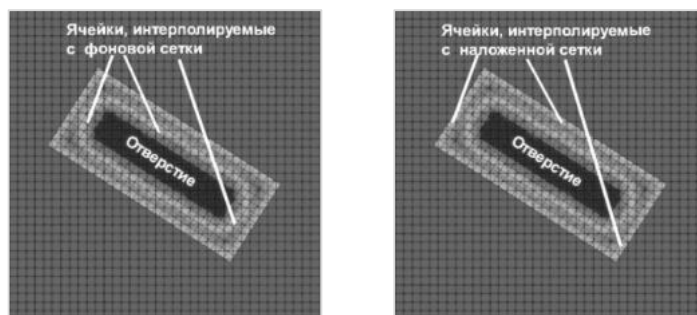 Ячейки, интерполируемые
с фоновой сетки
Отверстие
Ячейки, интерполируемые
с наложенной сетки
Отверстие